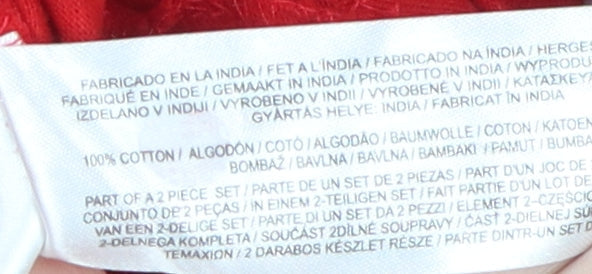 FABRICADO EN LA INDIA / FET A L'ÍNDIA / FABRICADO NA ÍNDIA / HERGES
FABRIQUÉ EN INDE / GEMAAKT IN INDIA / PRODOTTO IN INDIA / WYPRODU
IZDELANO V INDIJI / VYROBENO V INDII / VYROBENÉ V INDII / ΚΑΤΑΣΚΕΥ
GYÁRTÁS HELYE: INDIA / FABRICAT ÎN INDIA
100% COTTON / ALGODÓN / COTÓ / ALGODÃO / BAUMWOLLE / COTON / KATOEN
BOMBAŽ / BAVLNA / BAVLNA / ΒΑΜΒΑΚΙ / PAMUT / BUMBA
PART OF A 2 PIECE SET / PARTE DE UN SET DE 2 PIEZAS / PART D'UN JOC DE
CONJUNTO DE 2 PEÇAS / IN EINEM 2-TEILIGEN SET / FAIT PARTIE D'UN LOT DE
VAN EEN 2-DELIGE SET / PARTE DI UN SET DA 2 PEZZI / ELEMENT 2-CZĘŚCIO
2-DELNEGA KOMPLETA / SOUČÁST 2DÍLNÉ SOUPRAVY / ČASŤ 2-DIELNEJ SÚ
ΤΕΜΑΧΙΩΝ / 2 DARABOS KÉSZLET RÉSZE / PARTE DINTR-UN SET D